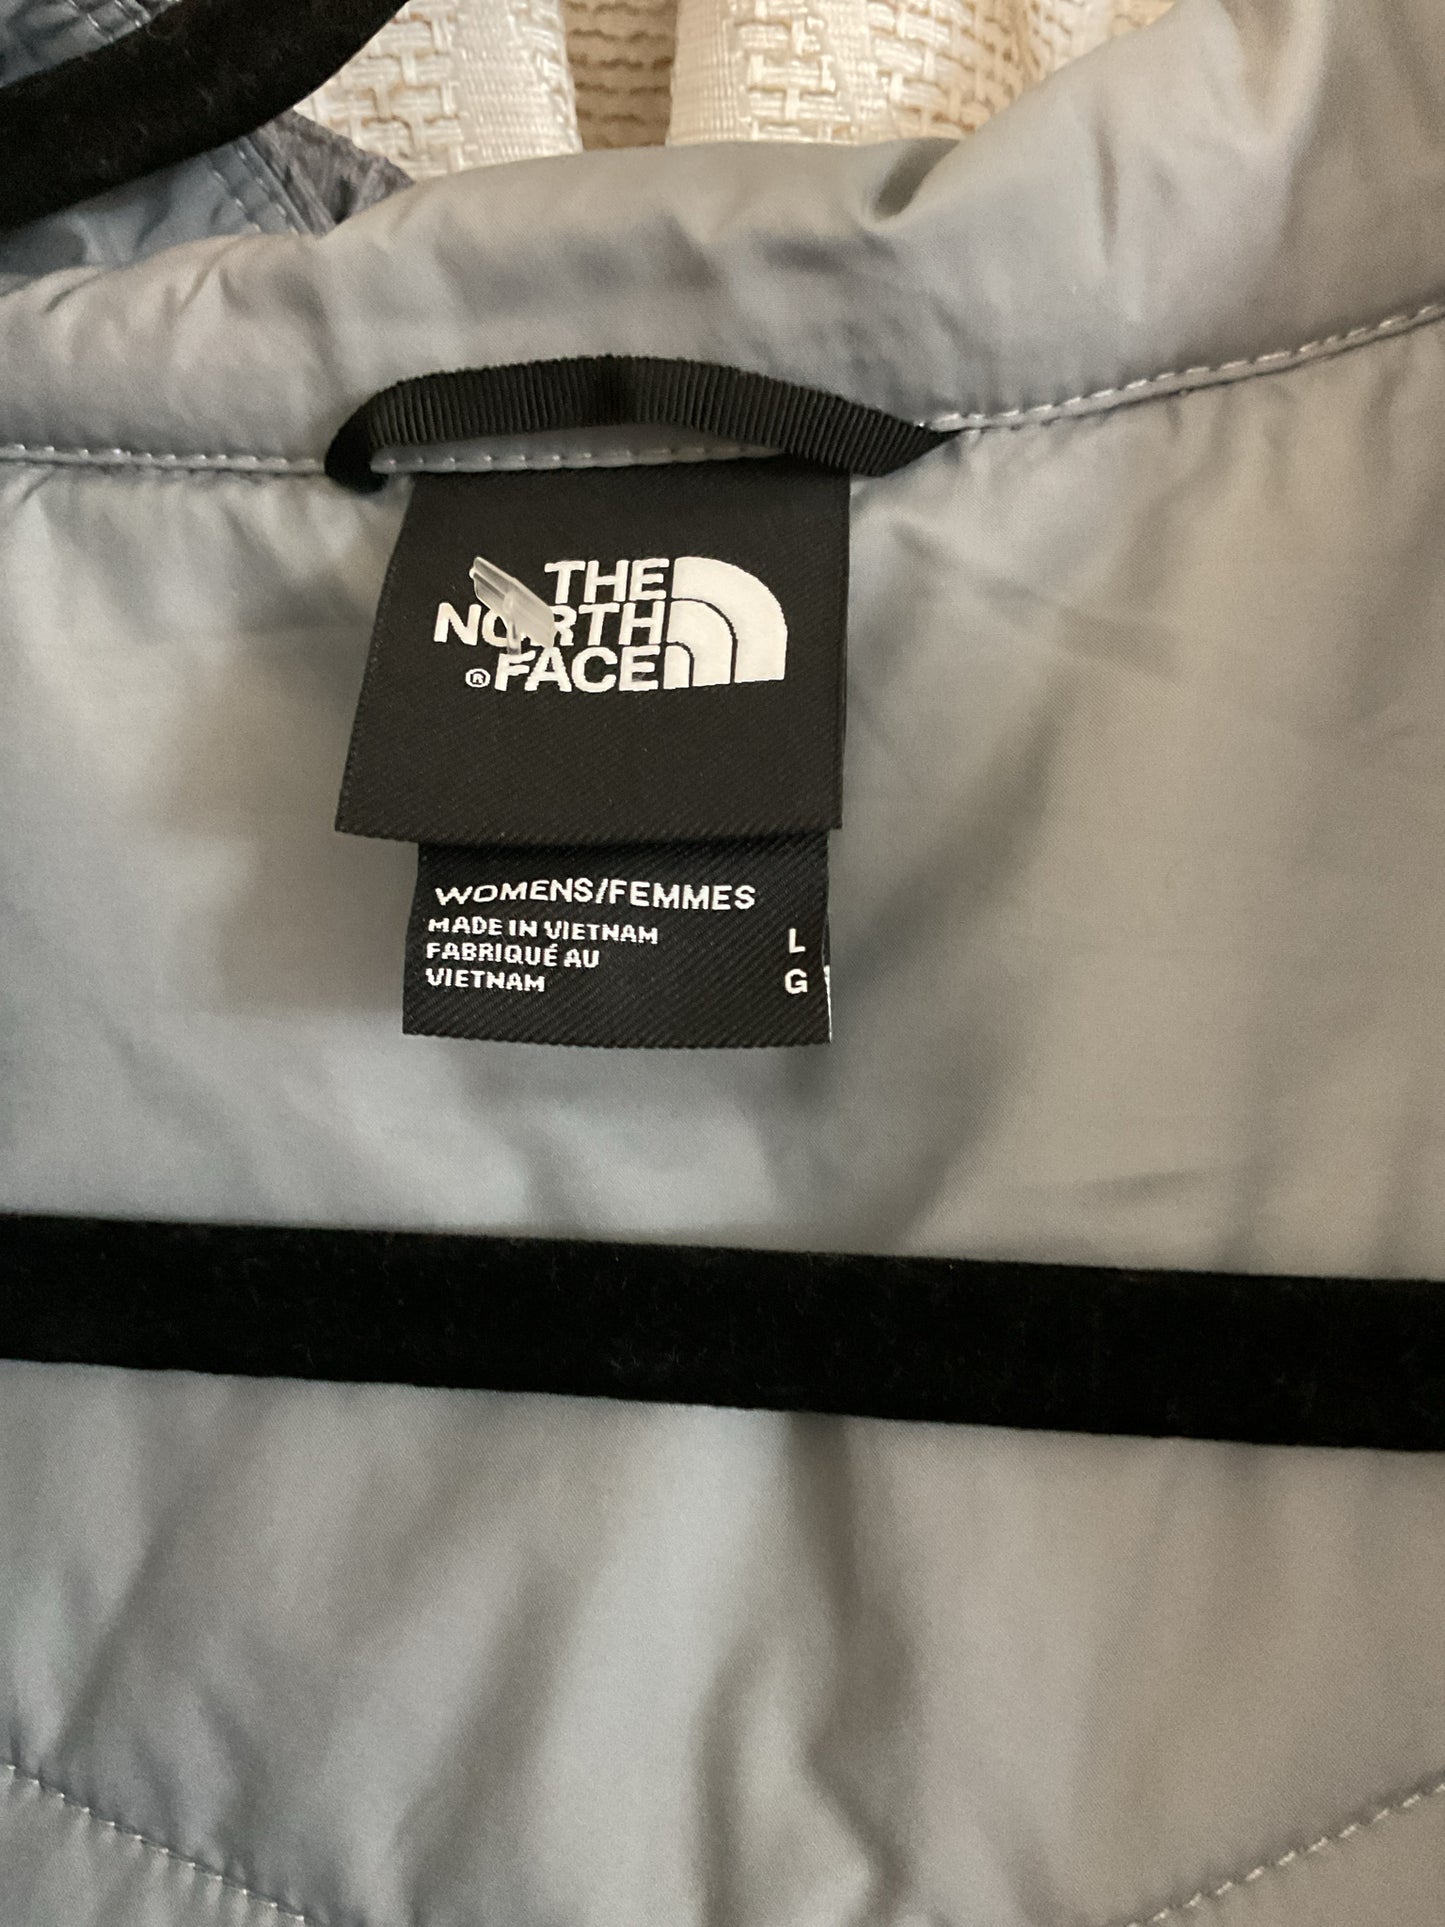 THE
NORTH
® FACE
WOMENS/FEMMES
MADE IN VIETNAM
FABRIQUÉ AU
VIETNAM
L
G